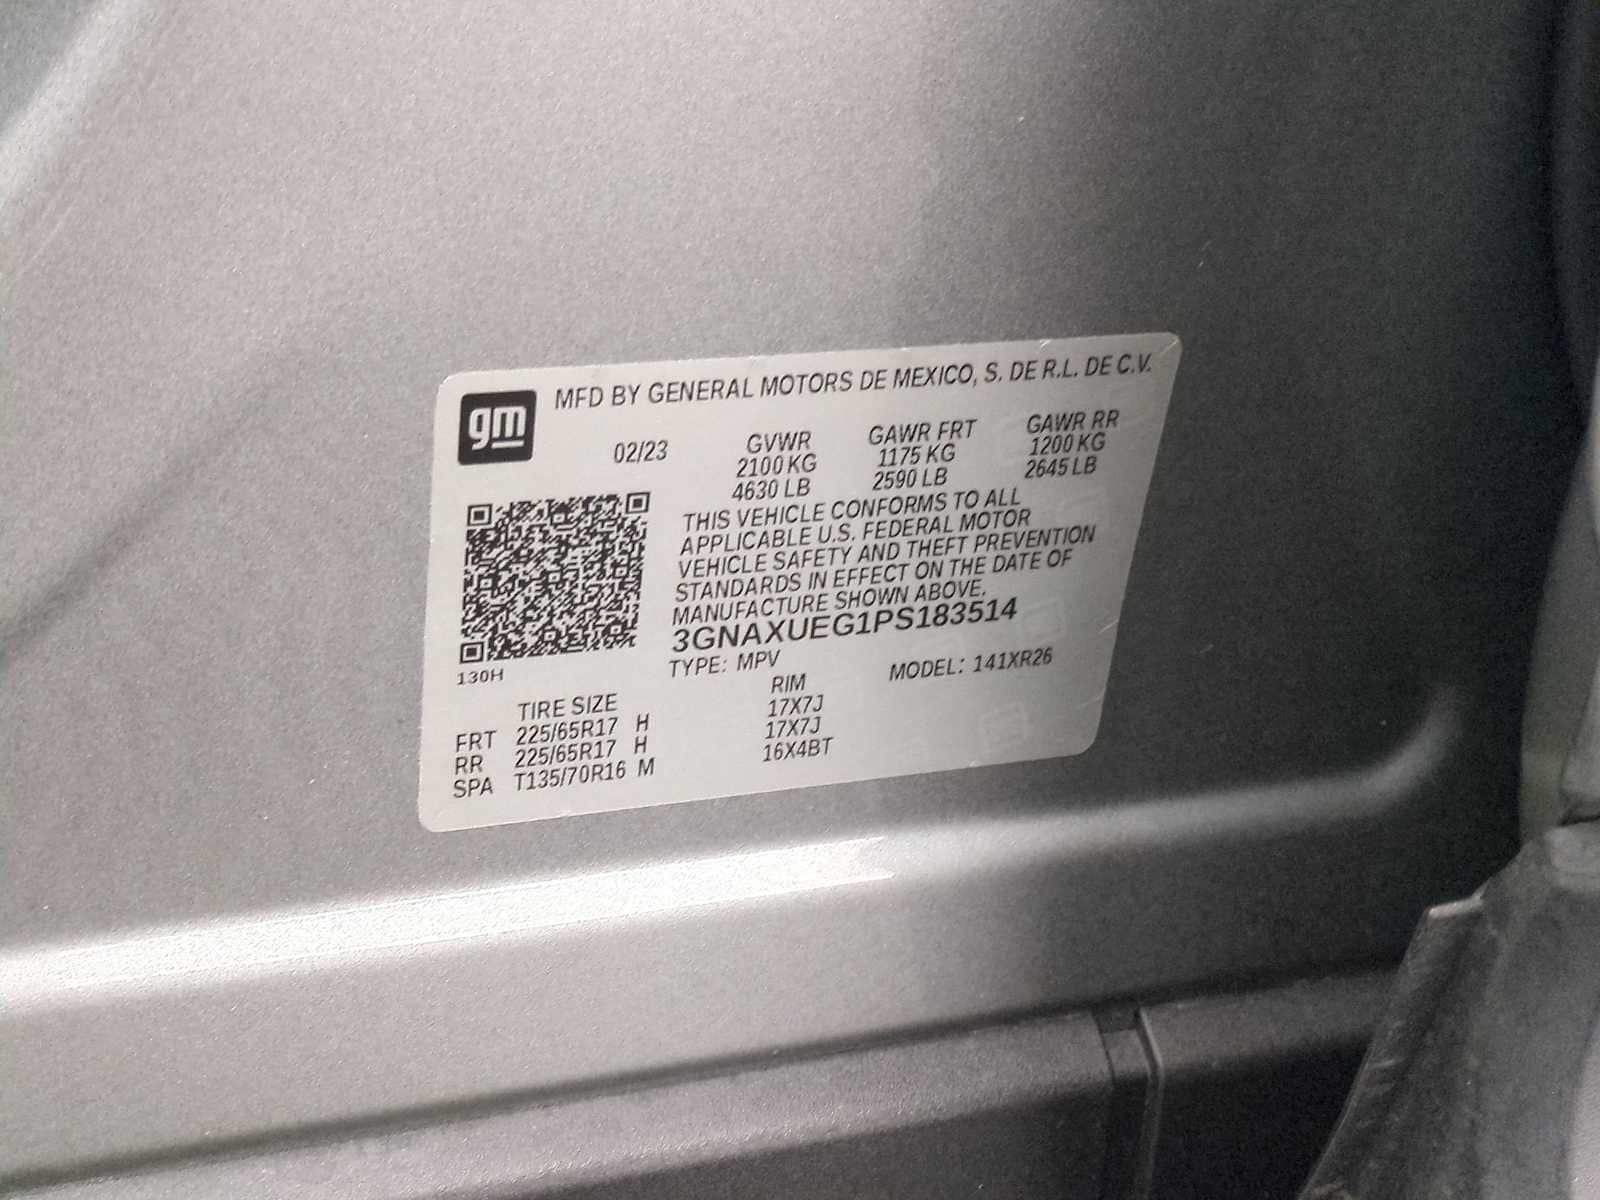 gm
MFD BY GENERAL MOTORS DE MEXICO, S. DE R.L. DE C.V.
02/23 GVWR GAWR FRT GAWR RR
2100 KG 1175 KG 1200 KG
4630 LB 2590 LB 2645 LB
THIS VEHICLE CONFORMS TO ALL
APPLICABLE U.S. FEDERAL MOTOR
VEHICLE SAFETY AND THEFT PREVENTION
STANDARDS IN EFFECT ON THE DATE OF
MANUFACTURE SHOWN ABOVE.
3GNAXUEG1PS183514
130H
TYPE: MPV MODEL: 141XR26
TIRE SIZE RIM
FRT 225/65R17 H 17X7J
RR 225/65R17 H 17X7J
SPA T135/70R16 M 16X4BT